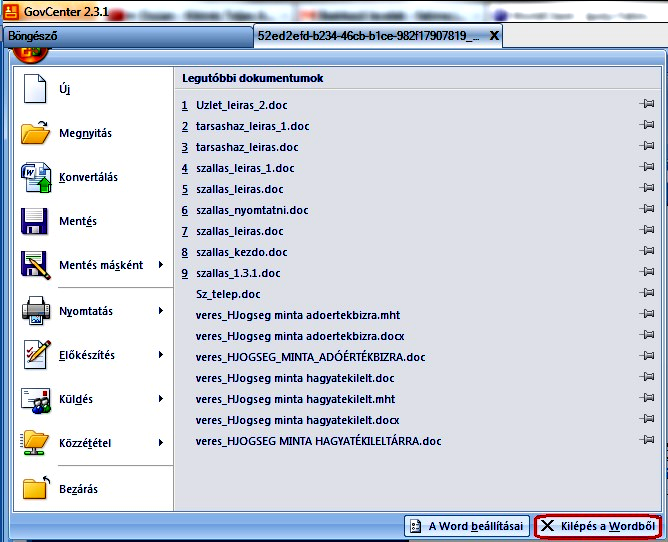 GovCenter 2.3.1
Böngésző
52ed2efd-b234-46cb-b1ce-982f17907819_...
Legutóbbi dokumentumok
Új
Megnyitás
Konvertálás
Mentés
Mentés másként
Nyomtatás
Előkészítés
Küldés
Közzététel
Bezárás
1 Uzlet_leiras_2.doc
2 tarsashaz_leiras_1.doc
3 tarsashaz_leiras.doc
4 szallas_leiras_1.doc
5 szallas_leiras.doc
6 szallas_nyomtatni.doc
7 szallas_leiras.doc
8 szallas_kezdo.doc
9 szallas_1.3.1.doc
Sz_telep.doc
veres_HJogseg minta adoertekbizra.mht
veres_HJogseg minta adoertekbizra.docx
veres_HJOGSEG_MINTA_ADÓÉRTÉKBIZRA.doc
veres_HJogseg minta hagyatekilelt.doc
veres_HJogseg minta hagyatekilelt.mht
veres_HJogseg minta hagyatekilelt.docx
veres_HJOGSEG MINTA HAGYATÉKILELTÁRRA.doc
A Word beállításai
Kilépés a Wordből